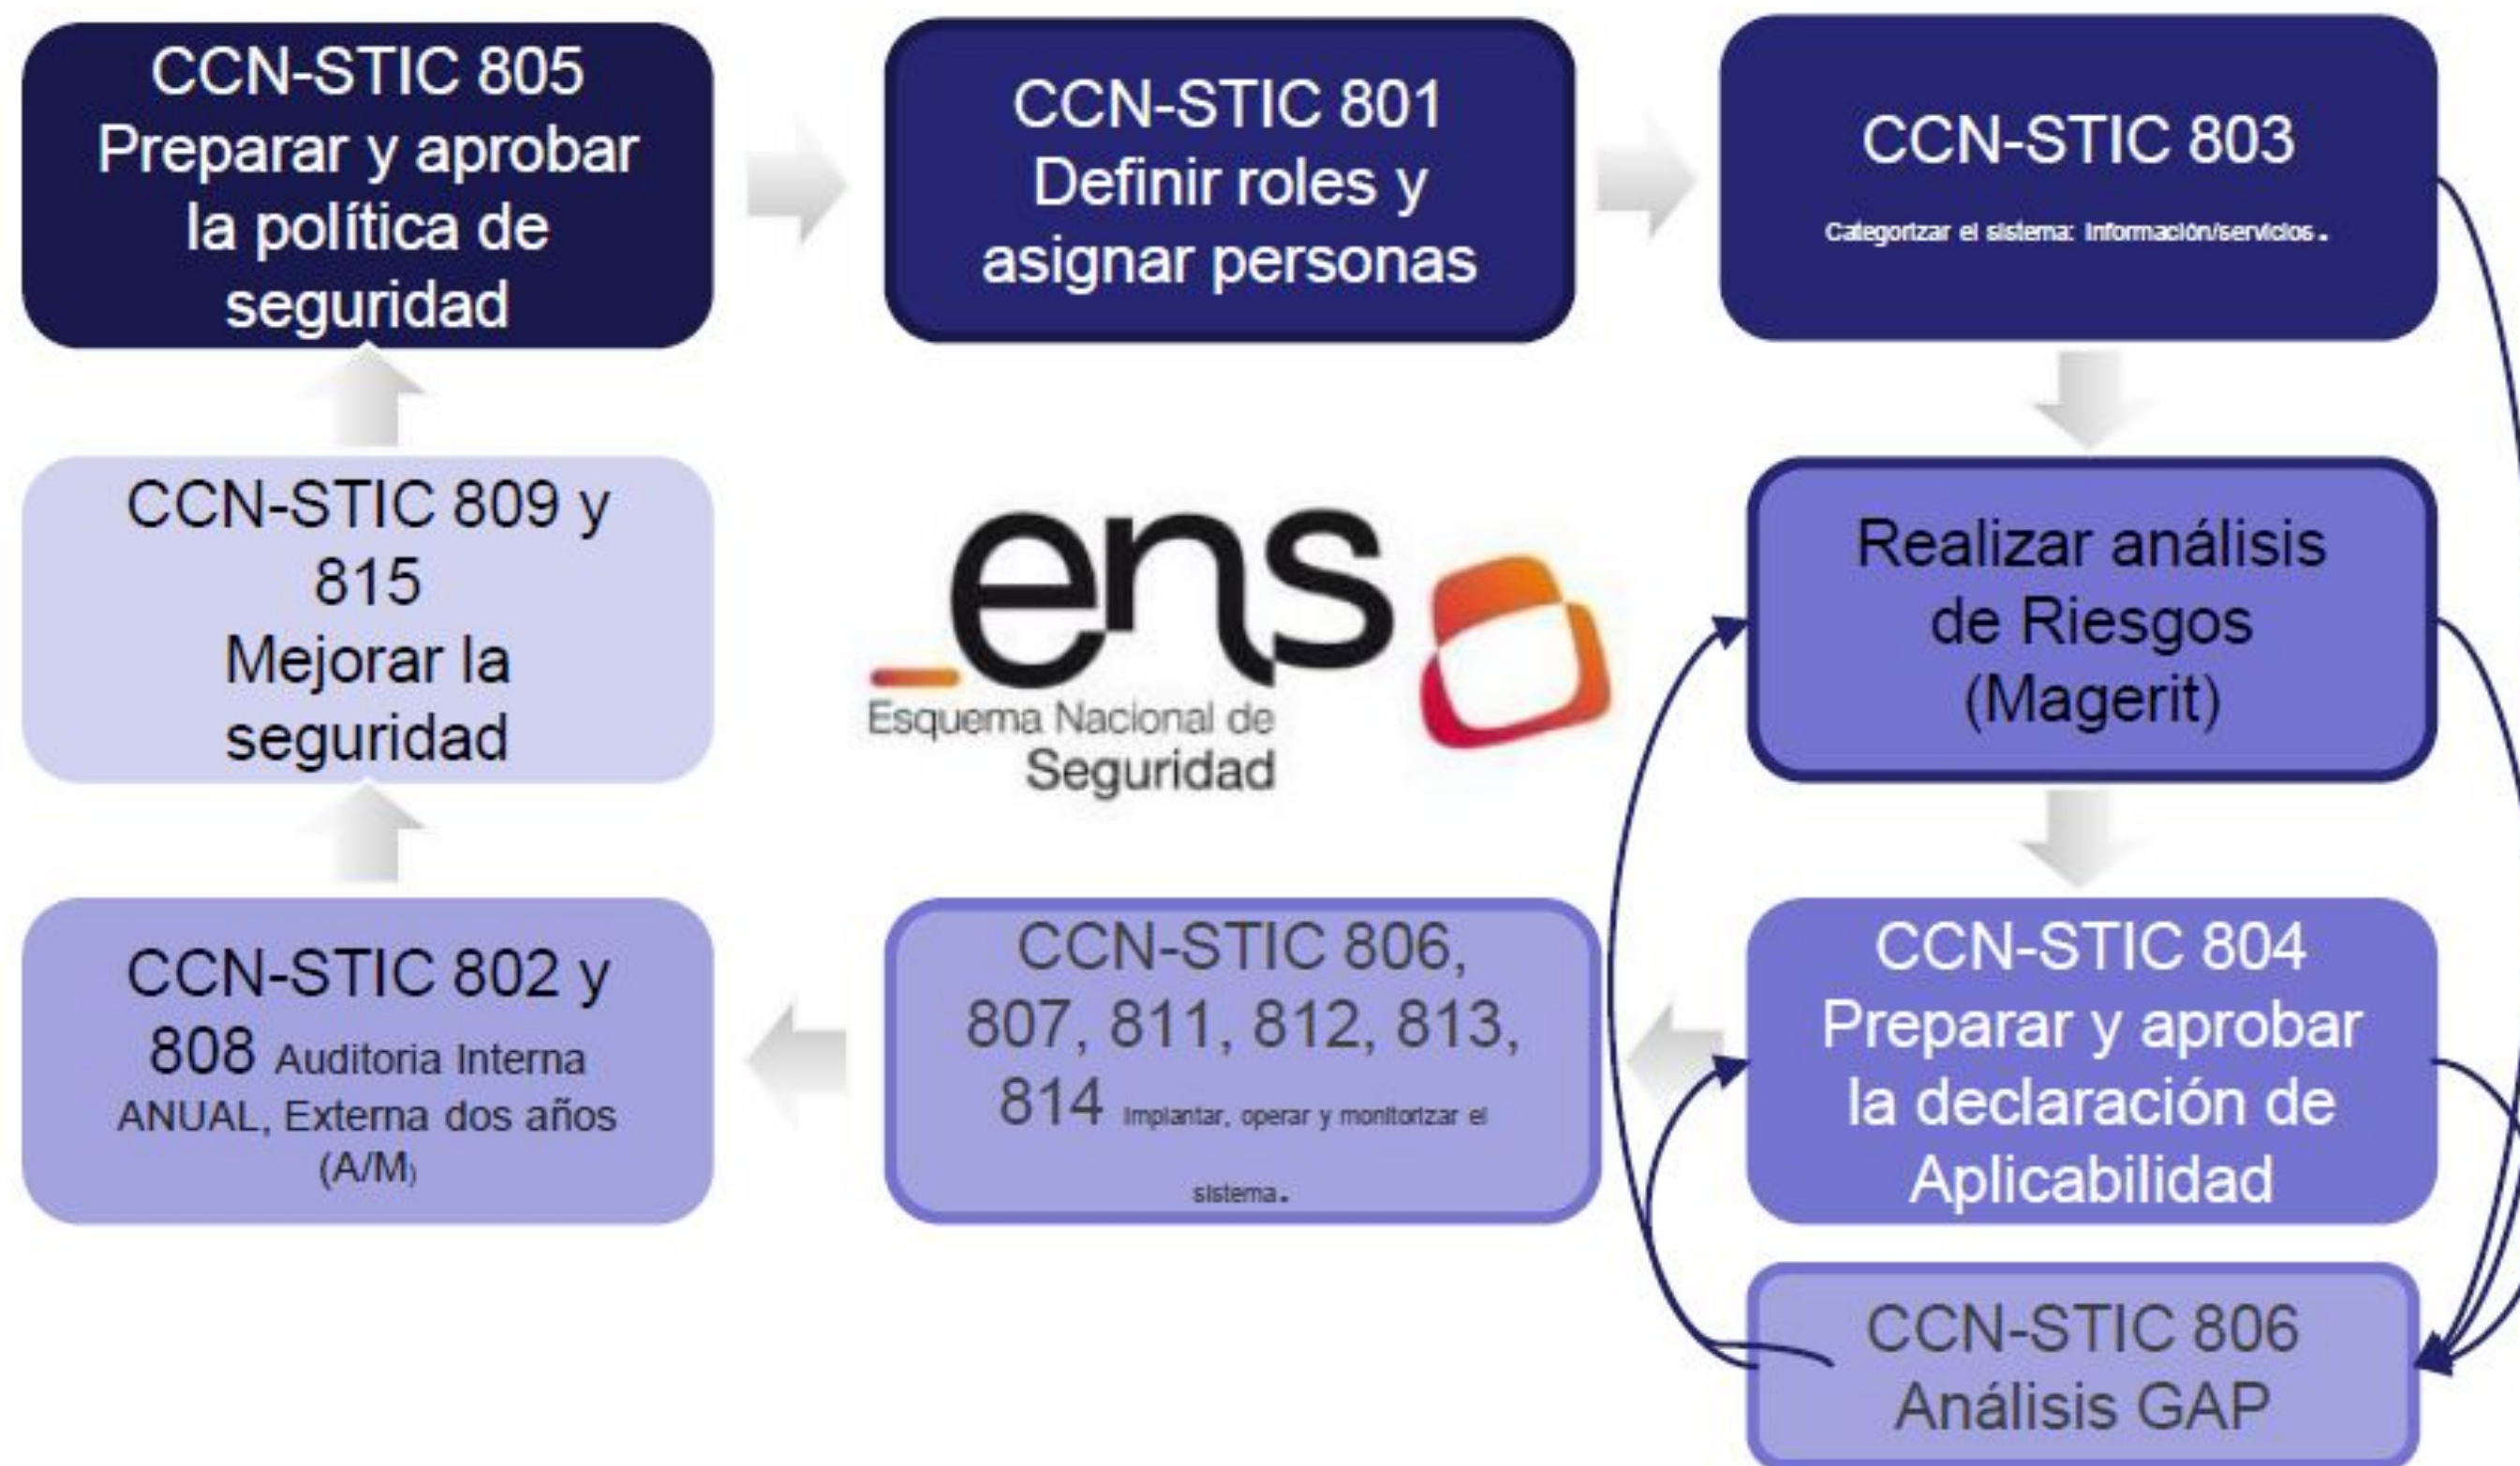 CCN-STIC 805
Preparar y aprobar
la política de
seguridad
CCN-STIC 801
Definir roles y
asignar personas
CCN-STIC 803
Categorizar el sistema: Información/servicios.
CCN-STIC 809 y
815
Mejorar la
seguridad
ens
Esquema Nacional de
Seguridad
Realizar análisis
de Riesgos
(Magerit)
CCN-STIC 802 y
808 Auditoria Interna
ANUAL, Externa dos años
(A/M)
CCN-STIC 806,
807, 811, 812, 813,
814 Implantar, operar y monitorizar el
sistema.
CCN-STIC 804
Preparar y aprobar
la declaración de
Aplicabilidad
CCN-STIC 806
Análisis GAP